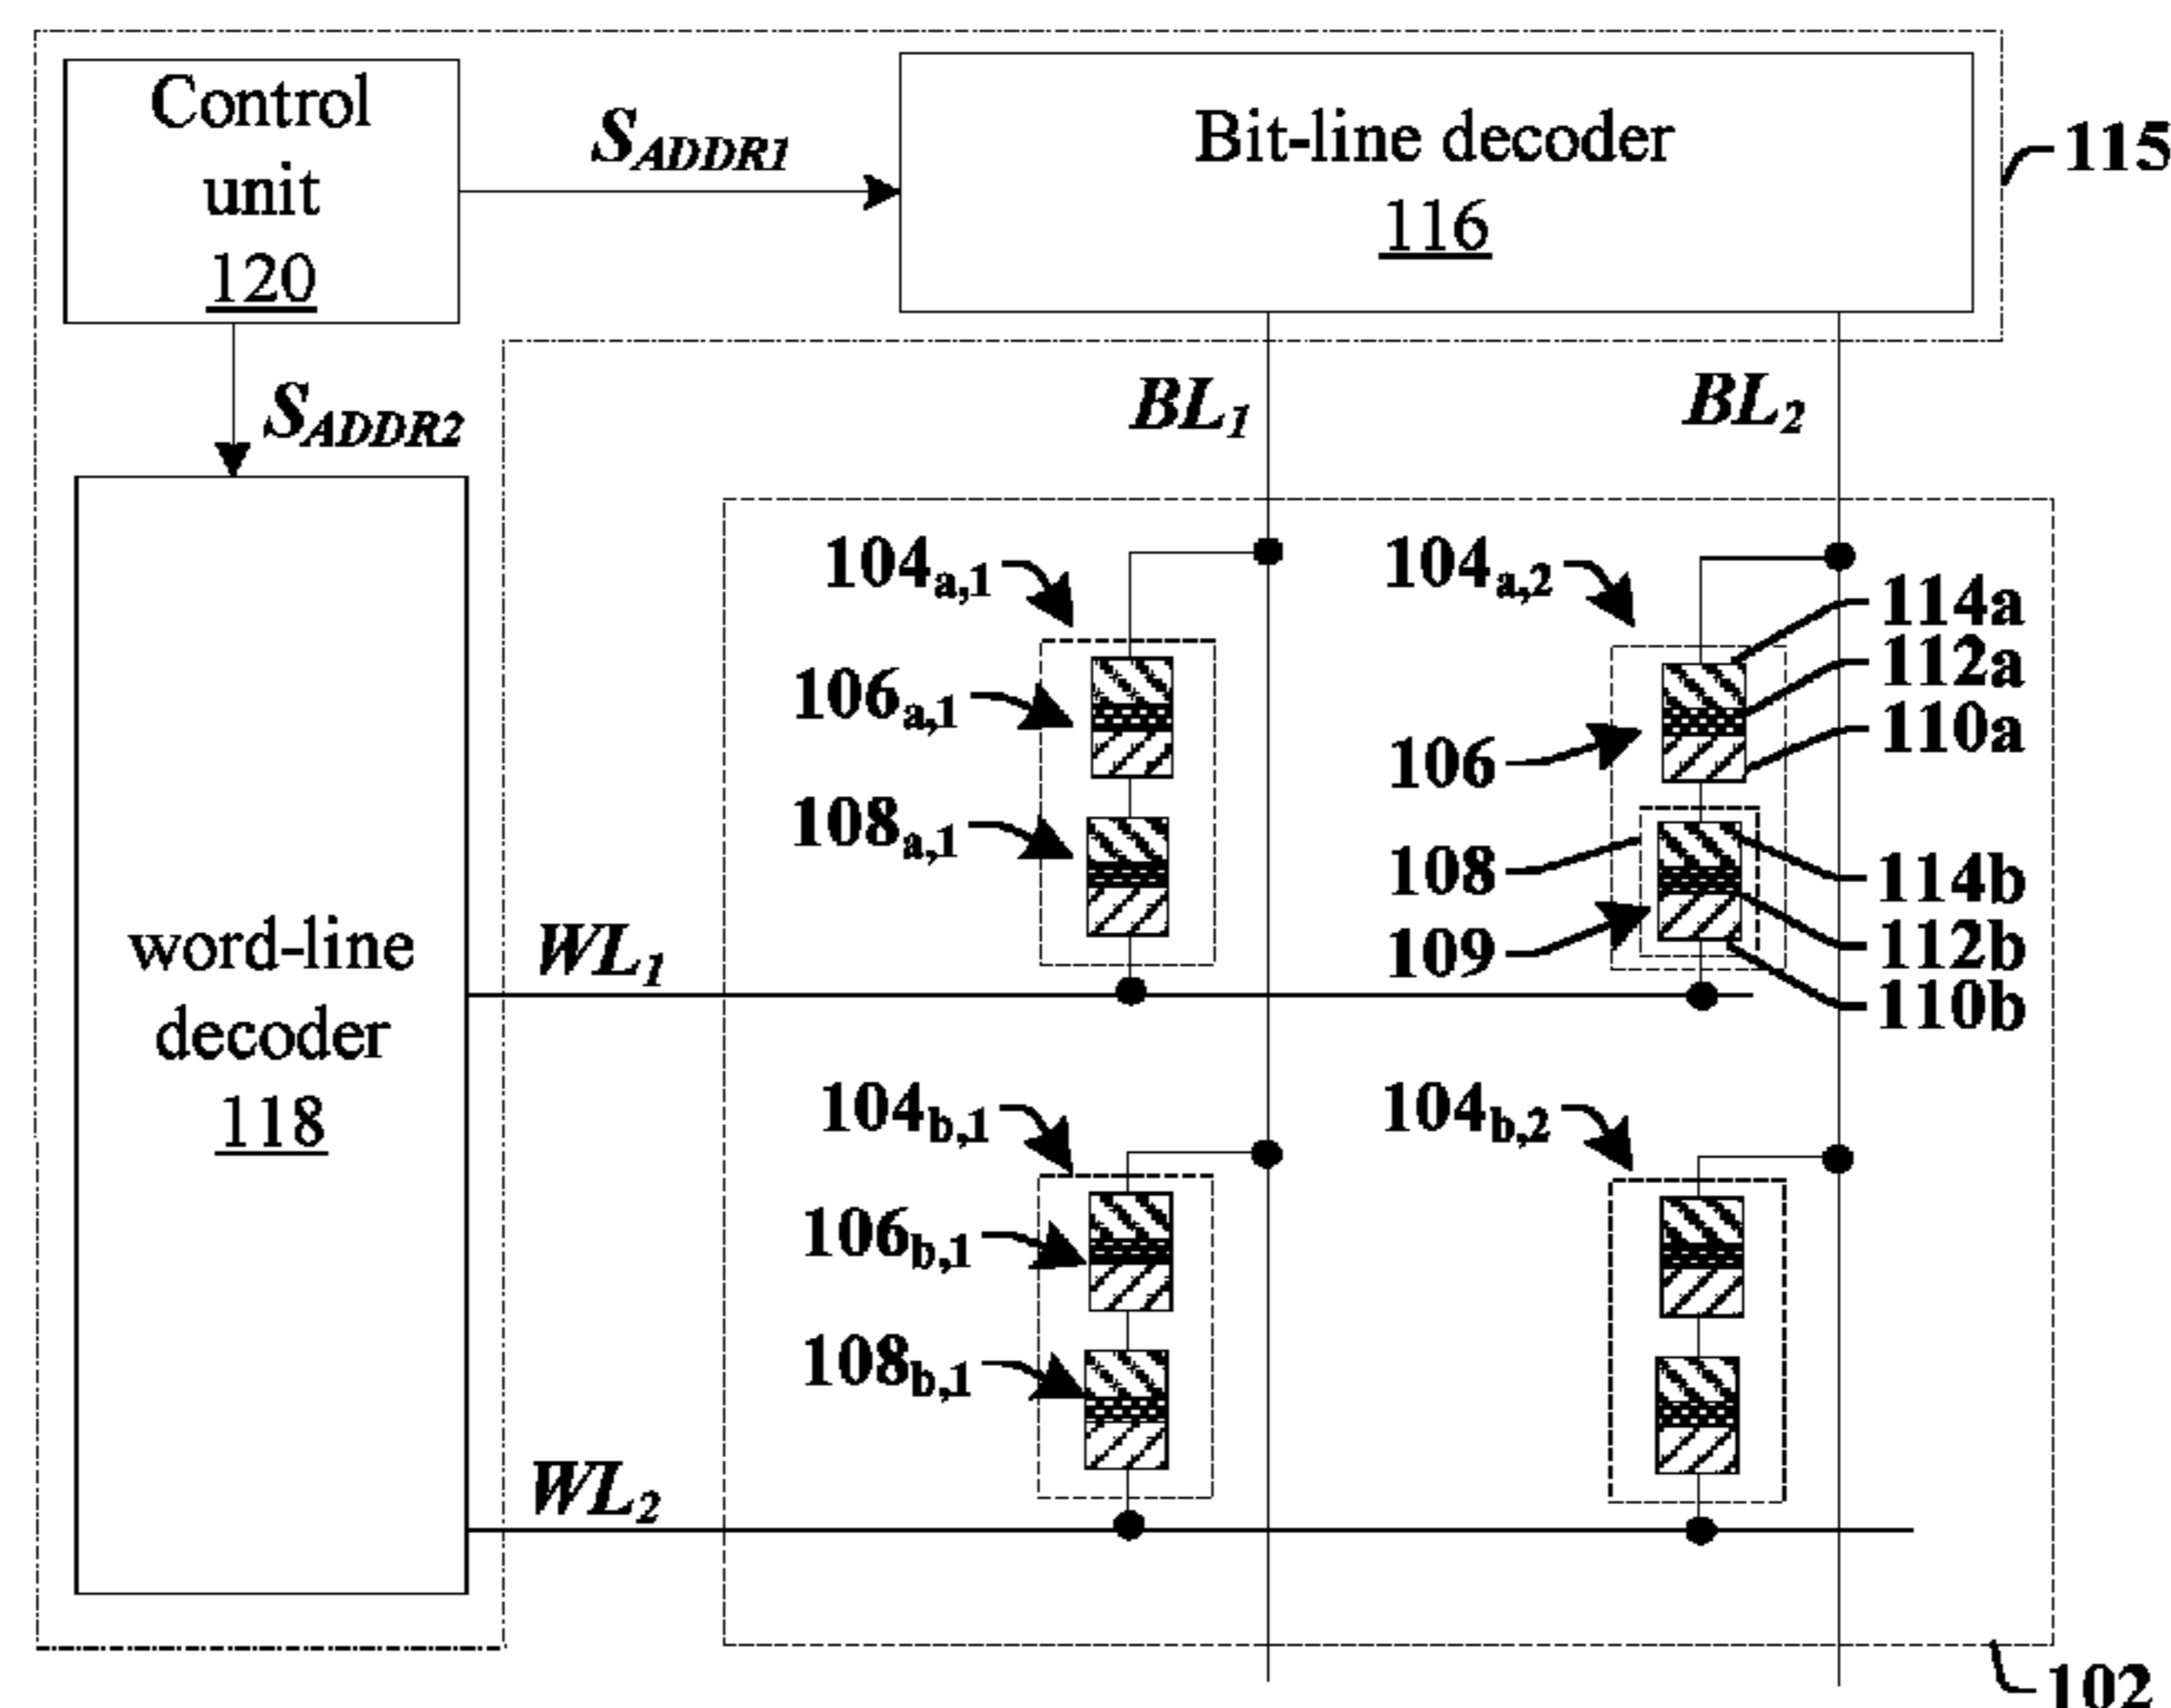 Control
unit
120
S_ADDR1
Bit-line decoder
116
115
S_ADDR2
BL₁
BL₂
word-line
decoder
118
WL₁
WL₂
104a,1
106a,1
108a,1
104a,2
106
108
109
114a
112a
110a
114b
112b
110b
104b,1
106b,1
108b,1
104b,2
102